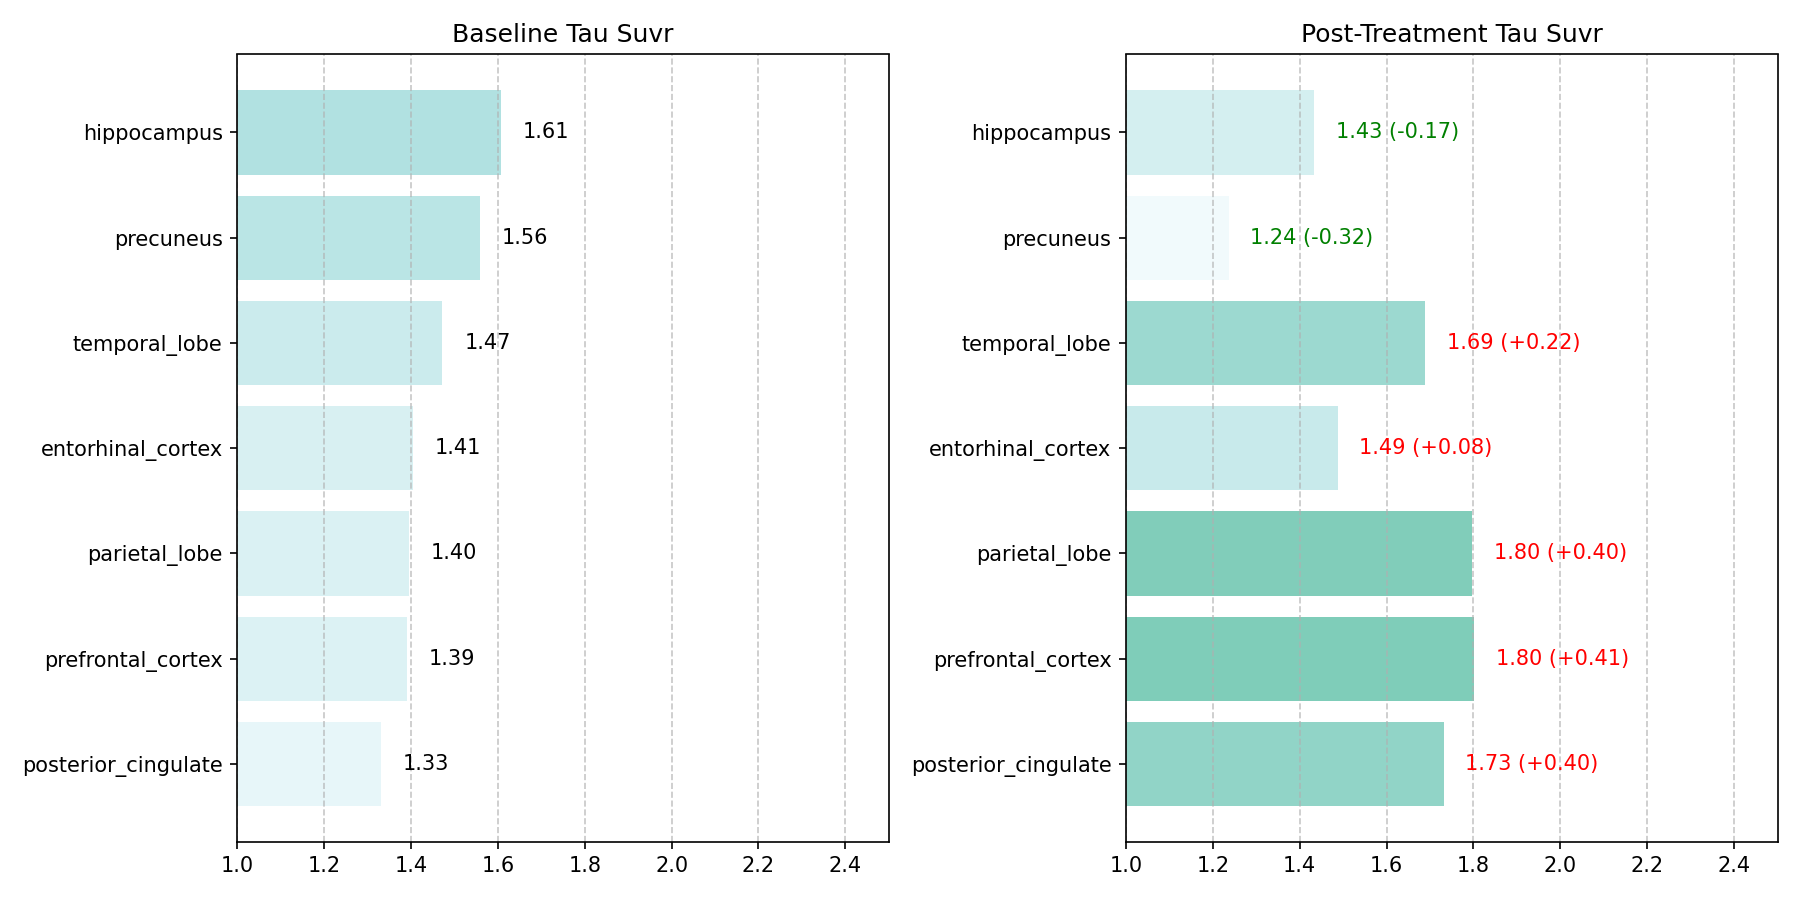 Baseline Tau Suvr
hippocampus 1.61
precuneus 1.56
temporal_lobe 1.47
entorhinal_cortex 1.41
parietal_lobe 1.40
prefrontal_cortex 1.39
posterior_cingulate 1.33
1.0 1.2 1.4 1.6 1.8 2.0 2.2 2.4
Post-Treatment Tau Suvr
hippocampus 1.43 (-0.17)
precuneus 1.24 (-0.32)
temporal_lobe 1.69 (+0.22)
entorhinal_cortex 1.49 (+0.08)
parietal_lobe 1.80 (+0.40)
prefrontal_cortex 1.80 (+0.41)
posterior_cingulate 1.73 (+0.40)
1.0 1.2 1.4 1.6 1.8 2.0 2.2 2.4